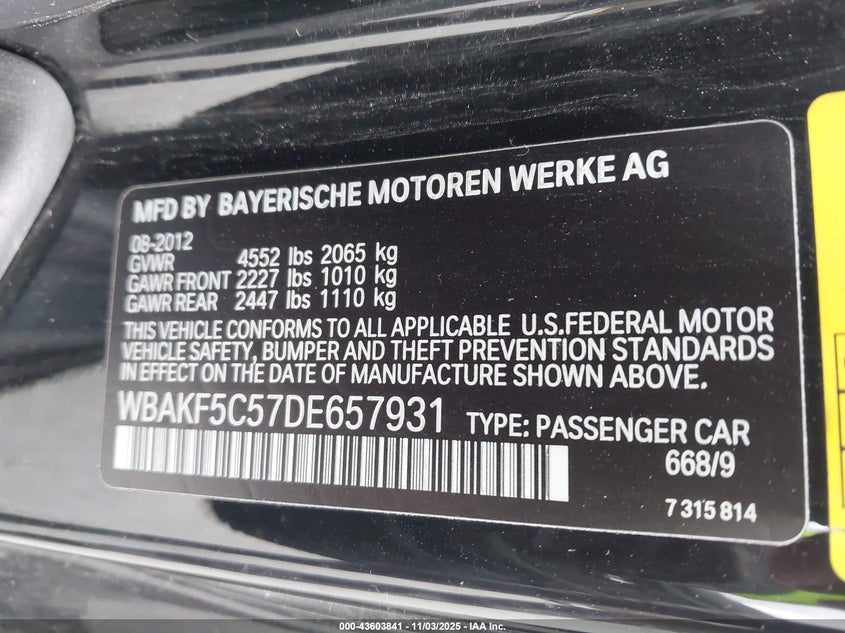 MFD BY BAYERISCHE MOTOREN WERKE AG
08-2012
GVWR 4552 lbs 2065 kg
GAWR FRONT 2227 lbs 1010 kg
GAWR REAR 2447 lbs 1110 kg
THIS VEHICLE CONFORMS TO ALL APPLICABLE U.S.FEDERAL MOTOR
VEHICLE SAFETY, BUMPER AND THEFT PREVENTION STANDARDS
IN EFFECT ON THE DATE OF MANUFACTURE SHOWN ABOVE.
WBAKF5C57DE657931 TYPE: PASSENGER CAR
668/9
7 315 814
000-43603841 - 11/03/2025 - IAA Inc.